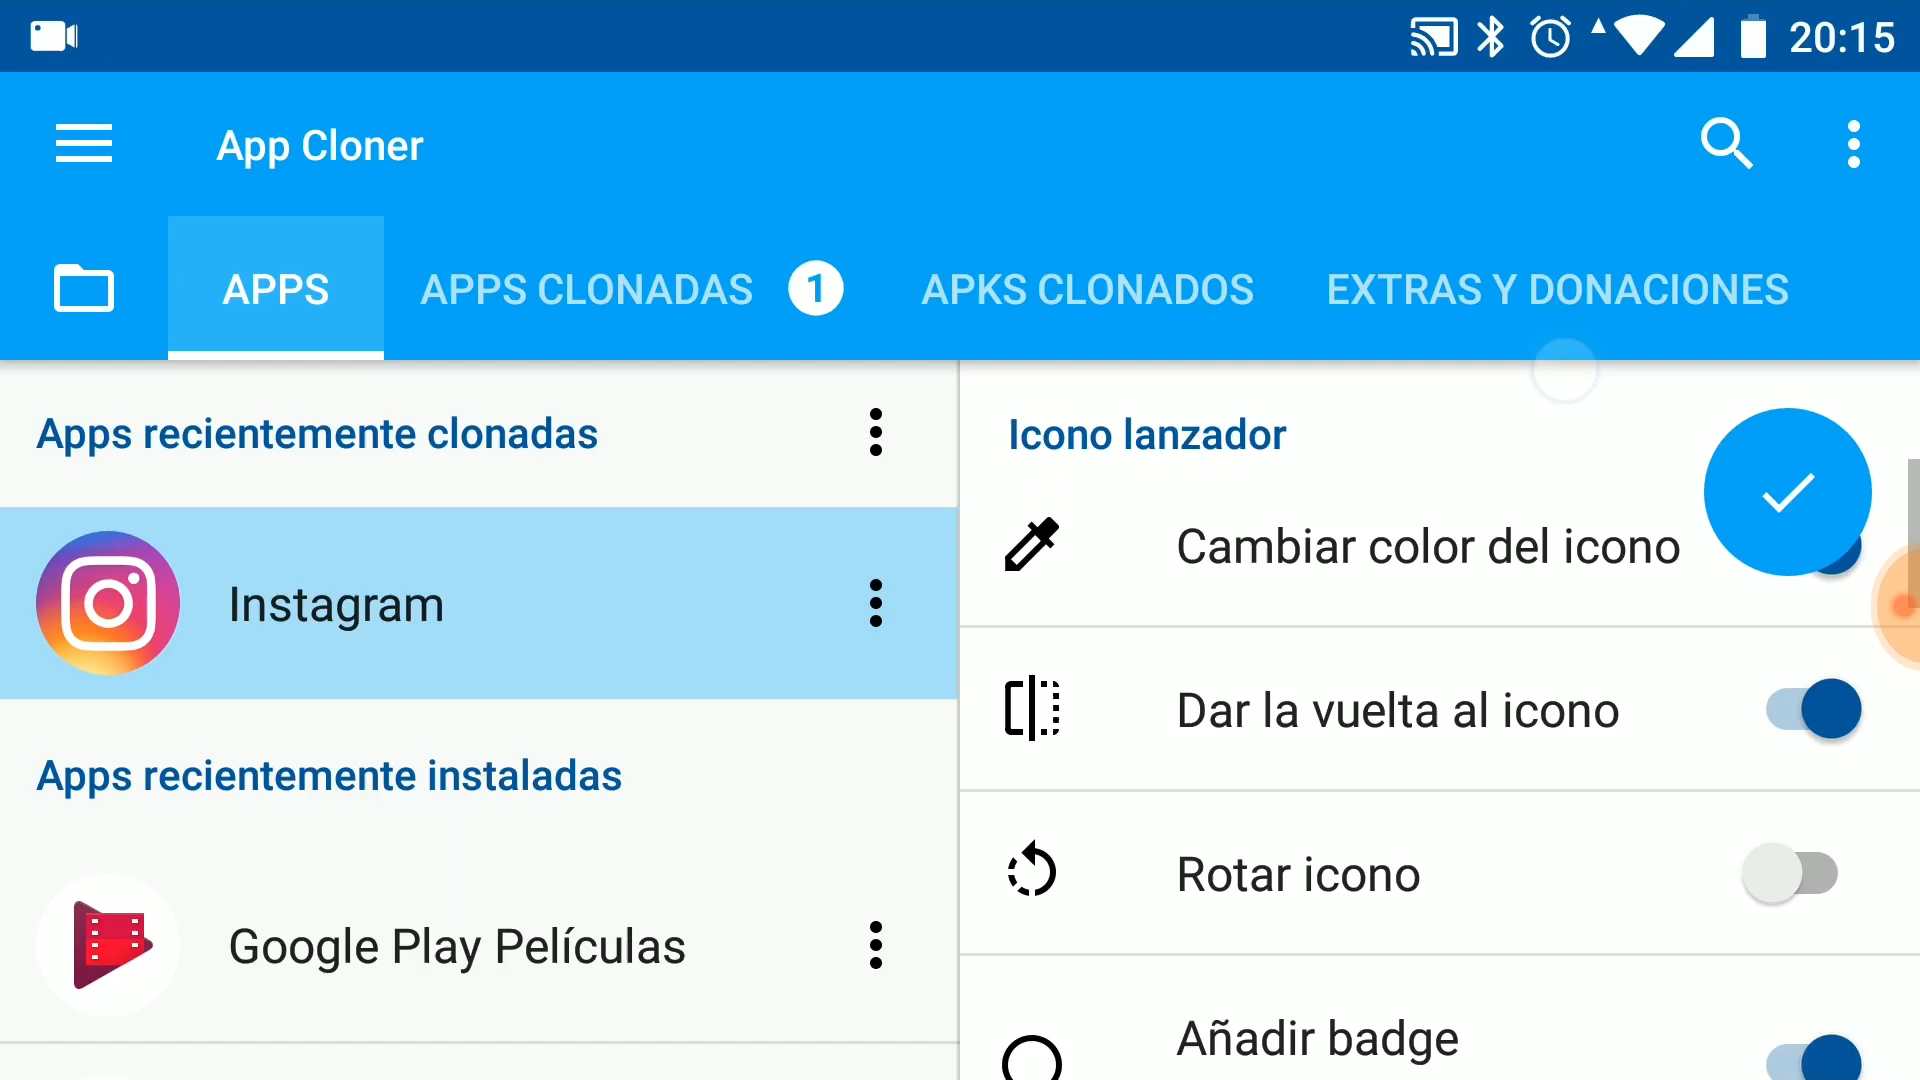 20:15
App Cloner
APPS
APPS CLONADAS
1
APKS CLONADOS
EXTRAS Y DONACIONES
Apps recientemente clonadas
Instagram
Apps recientemente instaladas
Google Play Películas
Icono lanzador
Cambiar color del icono
Dar la vuelta al icono
Rotar icono
Añadir badge